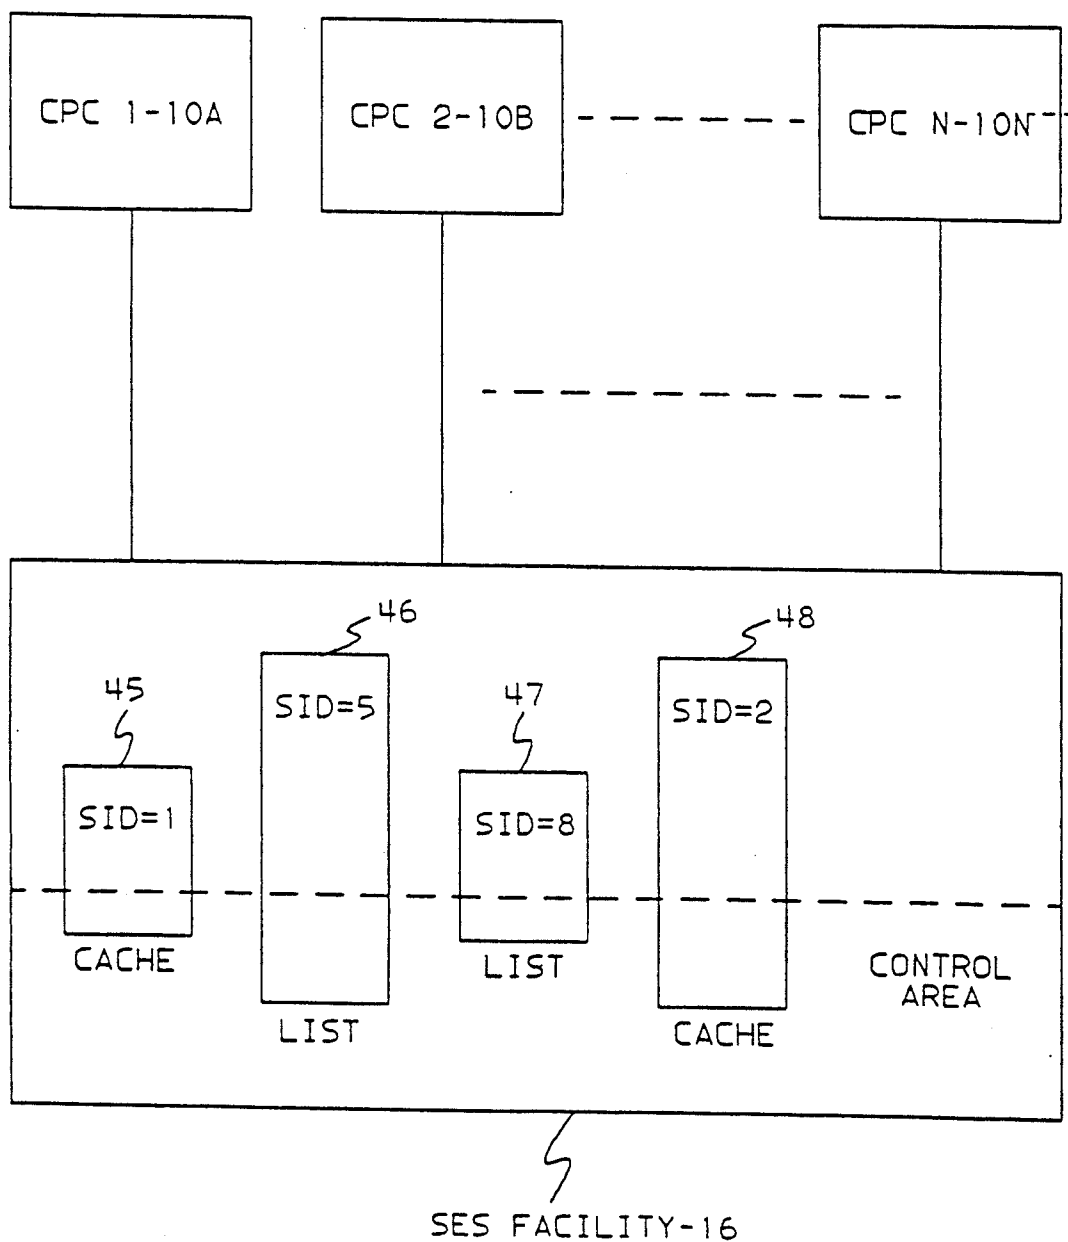 CPC 1-10A
CPC 2-10B
CPC N-10N
46
48
45
47
SID=5
SID=2
SID=1
SID=8
CACHE
LIST
CONTROL
AREA
LIST
CACHE
SES FACILITY-16